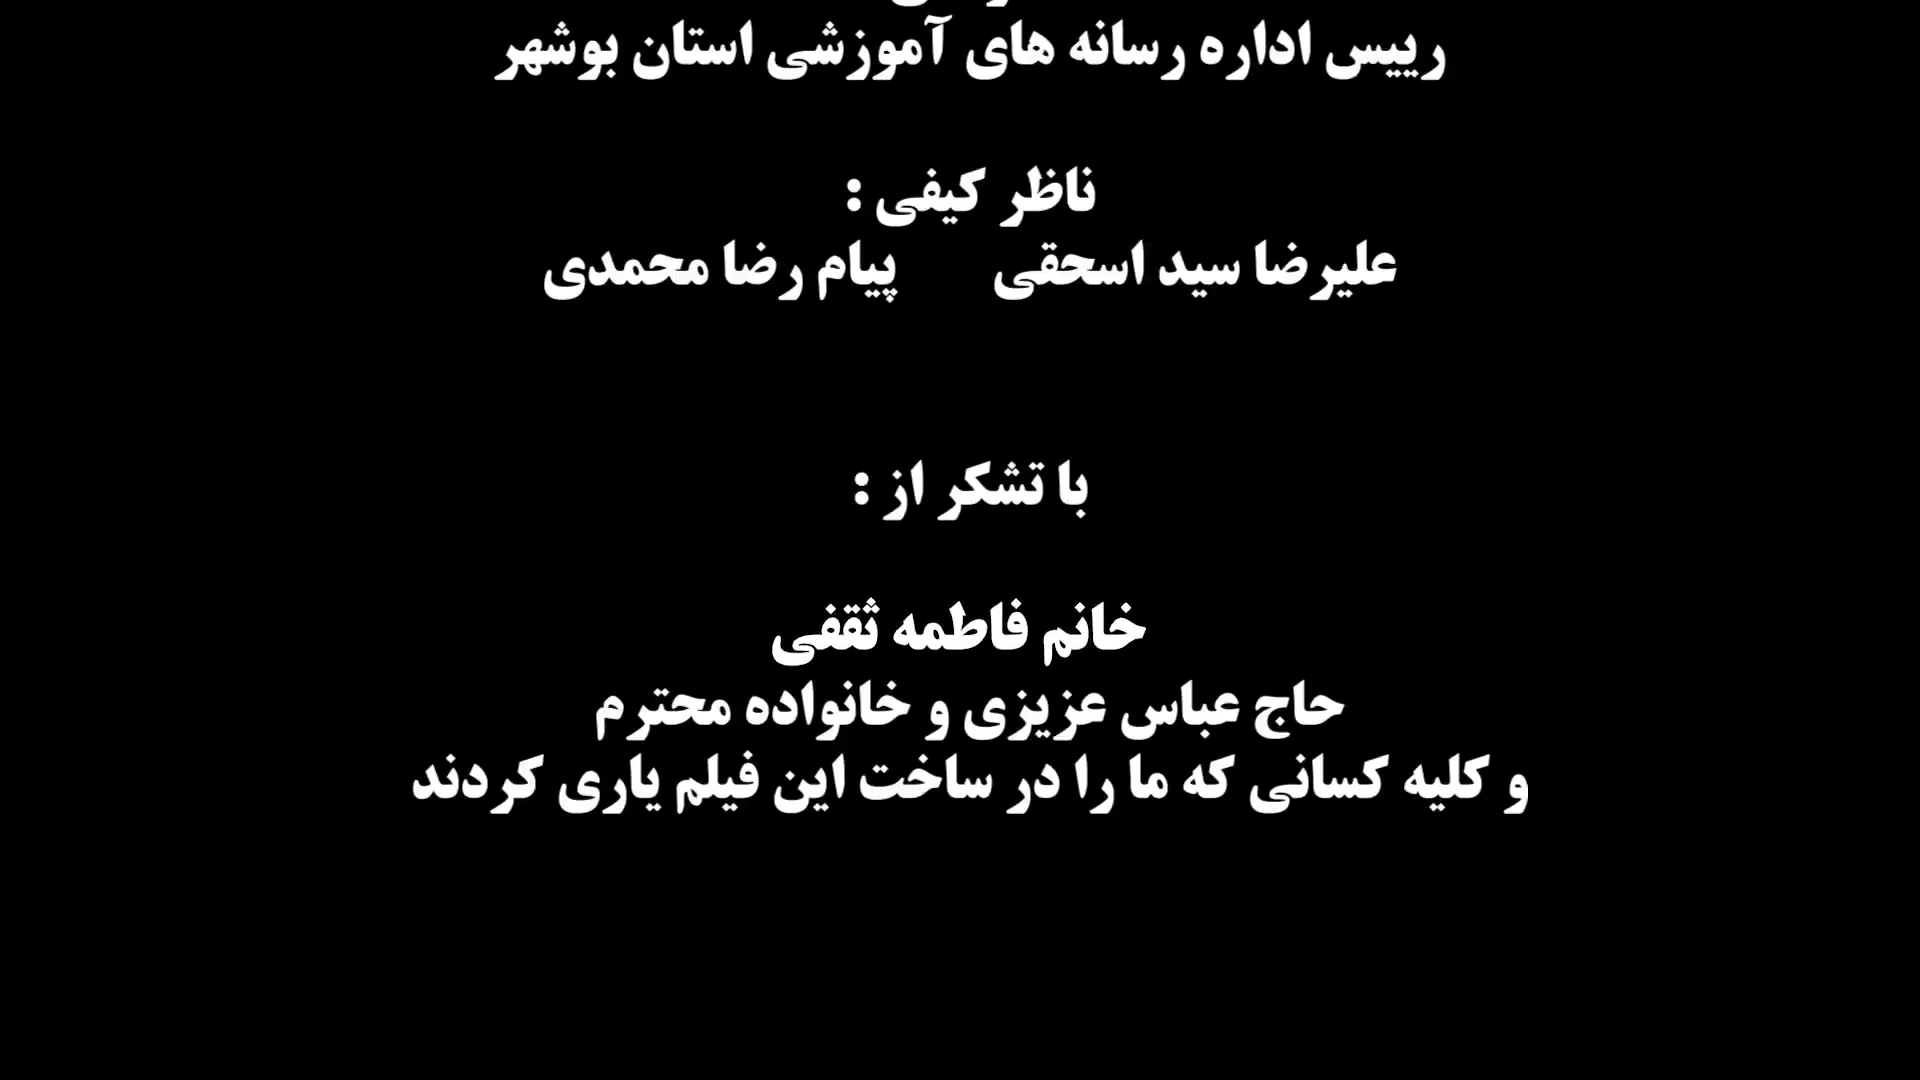 رییس اداره رسانه های آموزشی استان بوشهر
ناظر کیفی :
علیرضا سید اسحقی پیام رضا محمدی
با تشکر از :
خانم فاطمه ثقفی
حاج عباس عزیزی و خانواده محترم
و کلیه کسانی که ما را در ساخت این فیلم یاری کردند